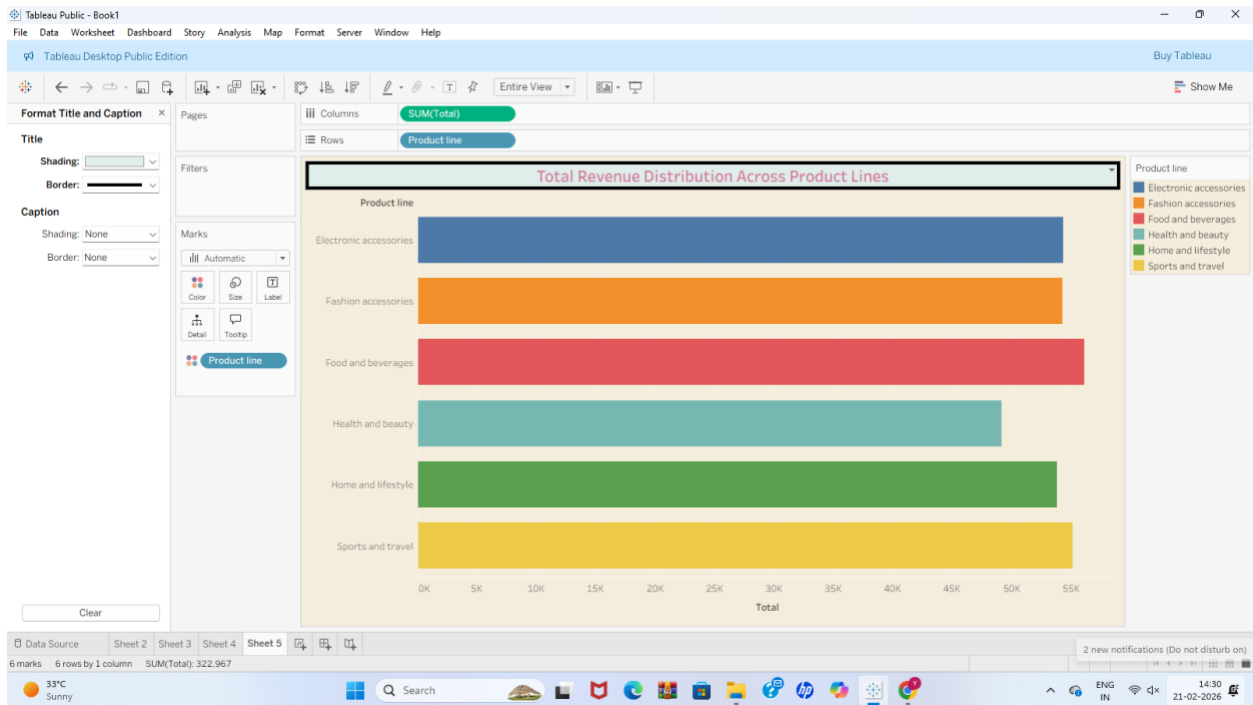 Tableau Public - Book1
File Data Worksheet Dashboard Story Analysis Map Format Server Window Help
Tableau Desktop Public Edition
Buy Tableau
Entire View
Show Me
Format Title and Caption
Title
Shading:
Border:
Caption
Shading: None
Border: None
Clear
Pages
Filters
Marks
Automatic
Color Size Label
Detail Tooltip
Product line
Columns SUM(Total)
Rows Product line
Total Revenue Distribution Across Product Lines
Product line
Electronic accessories
Fashion accessories
Food and beverages
Health and beauty
Home and lifestyle
Sports and travel
0K 5K 10K 15K 20K 25K 30K 35K 40K 45K 50K 55K
Total
Product line
Electronic accessories
Fashion accessories
Food and beverages
Health and beauty
Home and lifestyle
Sports and travel
Data Source Sheet 2 Sheet 3 Sheet 4 Sheet 5
2 new notifications (Do not disturb on)
6 marks 6 rows by 1 column SUM(Total): 322,967
33°C
Sunny
Search
ENG
IN
14:30
21-02-2026